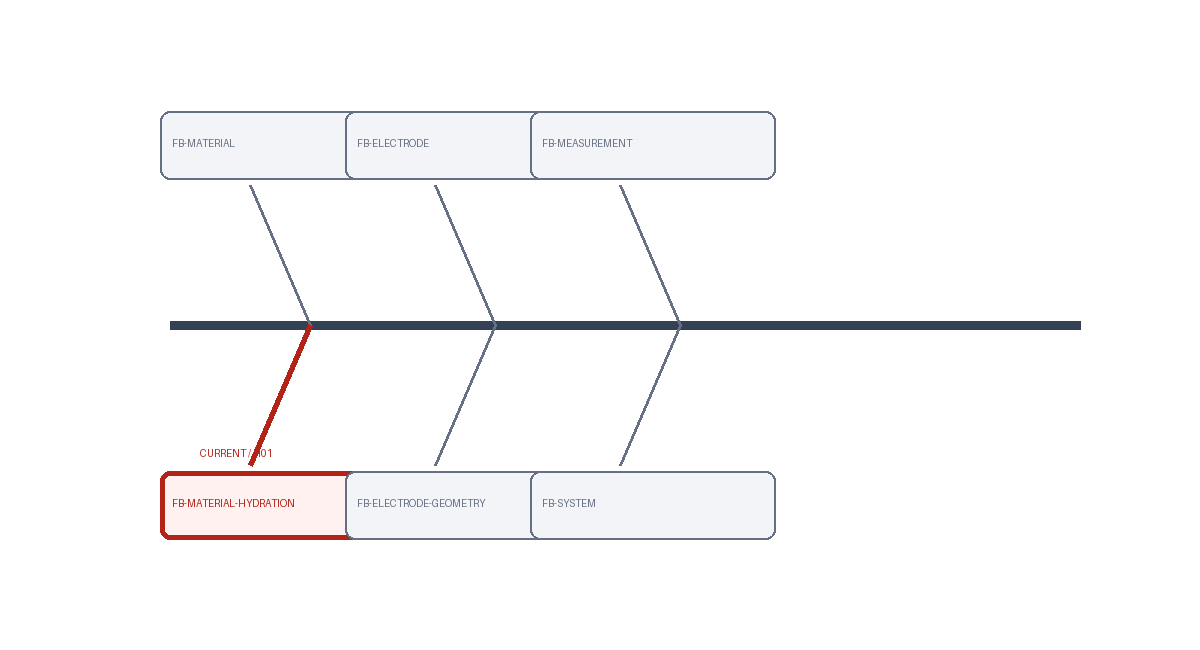 FB-MATERIAL
FB-ELECTRODE
FB-MEASUREMENT
CURRENT/
FB-MATERIAL-HYDRATION
FB-ELECTRODE-GEOMETRY
FB-SYSTEM